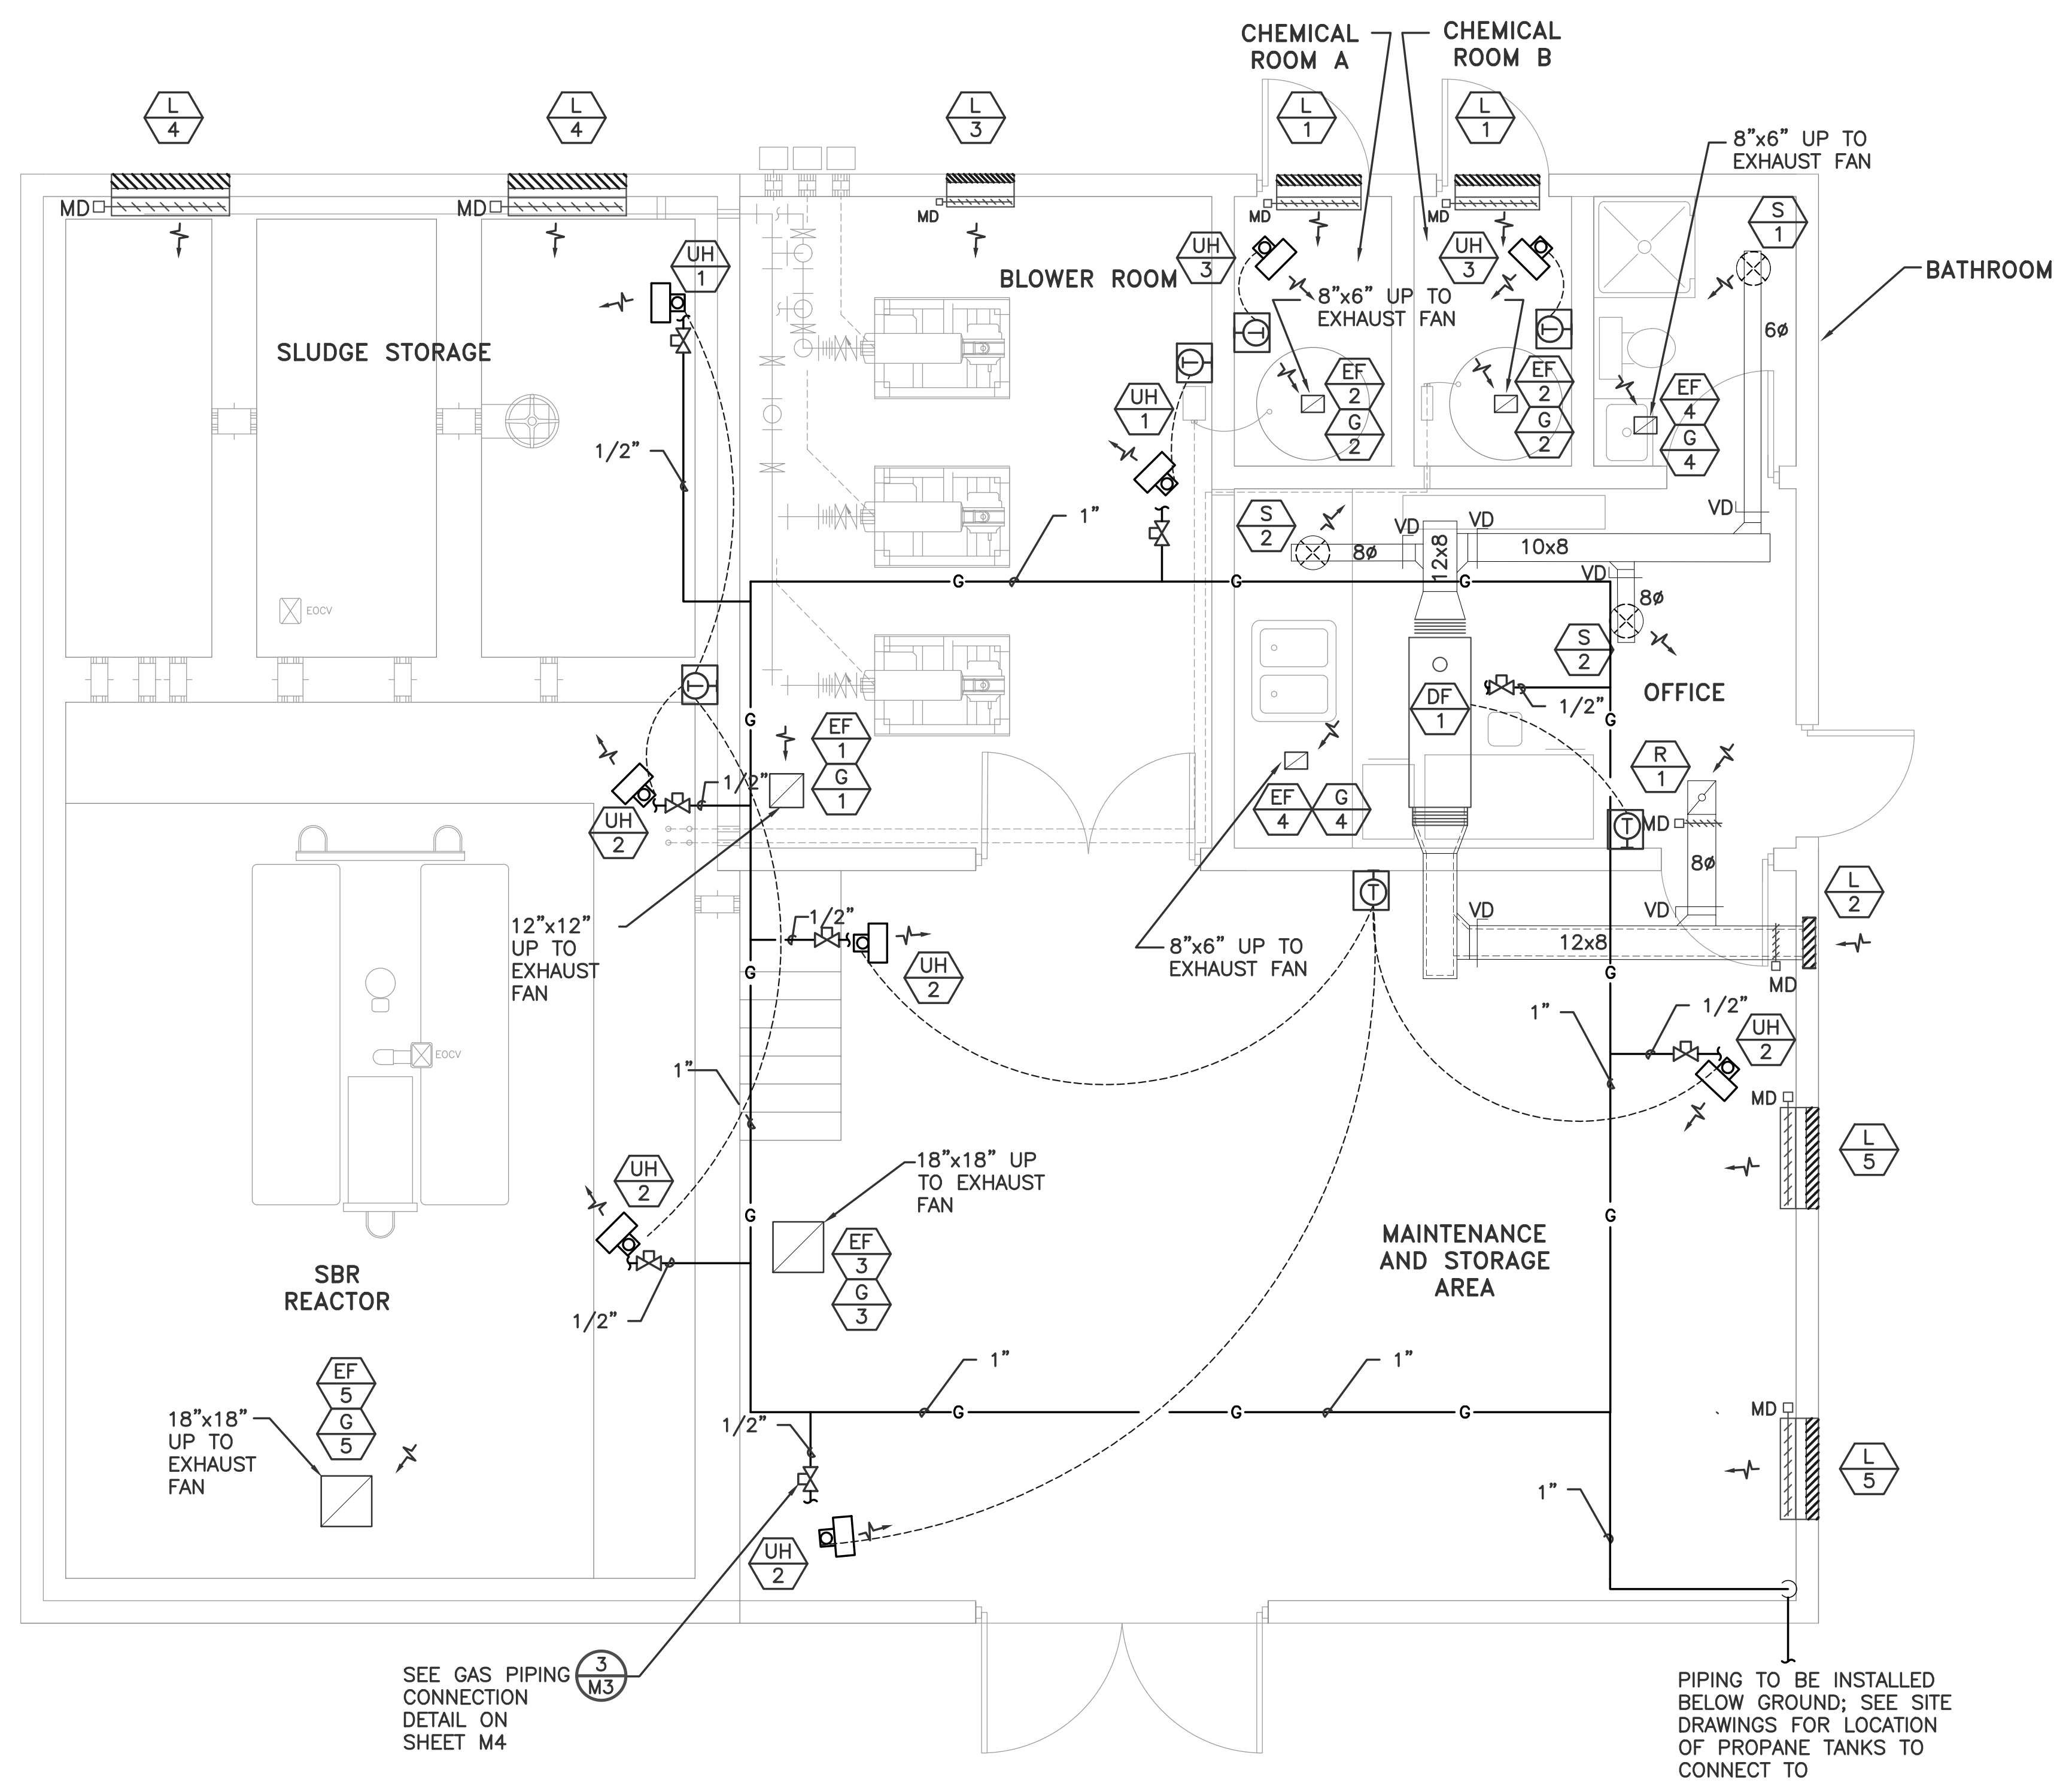 CHEMICAL
ROOM A
CHEMICAL
ROOM B
L
4
L
4
L
3
L
1
L
1
8"x6" UP TO
EXHAUST FAN
MD
MD
MD
MD
MD
S
1
UH
1
UH
3
UH
3
BLOWER ROOM
BATHROOM
8"x6" UP TO
EXHAUST FAN
6ø
SLUDGE STORAGE
T
T
T
EF
2
G
2
EF
2
G
2
EF
4
G
4
UH
1
1/2"
1"
S
2
VD
VD
VD
8ø
12x8
10x8
G
G
G
VD
8ø
EOCV
S
2
T
DF
1
1/2"
OFFICE
G
G
EF
1
G
1
R
1
1/2"
UH
2
EF
4
G
4
T
MD
8ø
T
L
2
12"x12"
UP TO
EXHAUST
FAN
1/2"
UH
2
8"x6" UP TO
EXHAUST FAN
VD
VD
12x8
G
G
MD
1"
1/2"
UH
2
EOCV
1"
MD
L
5
UH
2
18"x18" UP
TO EXHAUST
FAN
G
G
EF
3
G
3
MAINTENANCE
AND STORAGE
AREA
SBR
REACTOR
1/2"
1"
1"
EF
5
G
5
18"x18"
UP TO
EXHAUST
FAN
1/2"
G
G
G
MD
L
5
1"
UH
2
SEE GAS PIPING
CONNECTION
DETAIL ON
SHEET M4
3
M3
PIPING TO BE INSTALLED
BELOW GROUND; SEE SITE
DRAWINGS FOR LOCATION
OF PROPANE TANKS TO
CONNECT TO